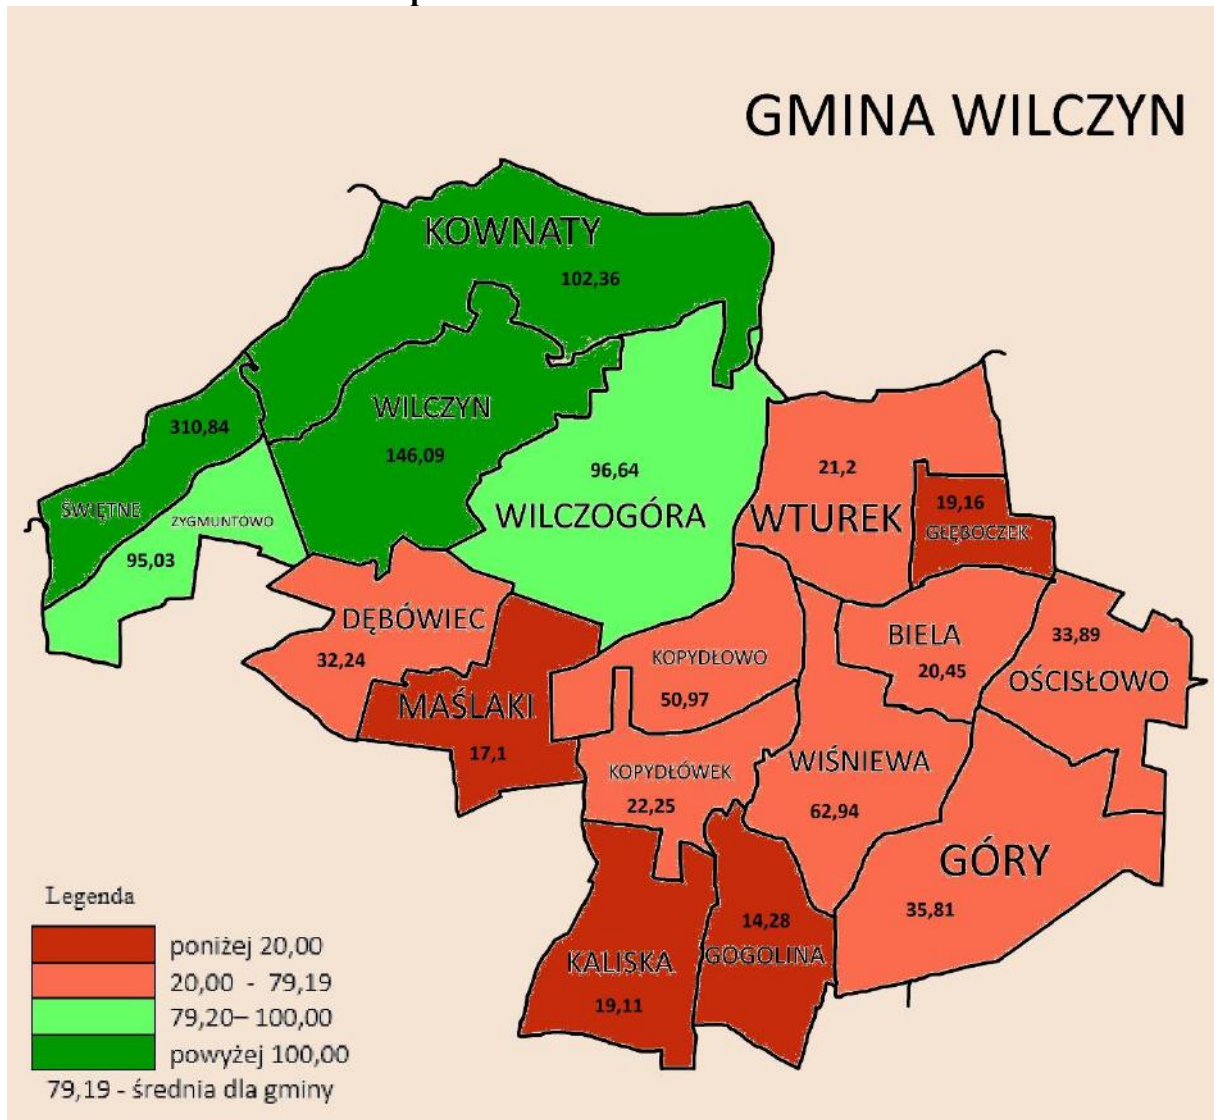 GMINA WILCZYN
KOWNATY
102,36
WILCZYN
146,09
310,84
ŚWIĘTNE
ZYGMUNTOWO
95,03
96,64
WILCZOGÓRA
21,2
WTUREK
19,16
GŁĘBOCZEK
DĘBÓWIEC
32,24
MAŚLAKI
17,1
KOPYDŁOWO
50,97
BIELA
20,45
33,89
OŚCISŁOWO
KOPYDŁÓWEK
22,25
WIŚNIEWA
62,94
GÓRY
35,81
KALISKA
19,11
14,28
GOGOLINA
Legenda
poniżej 20,00
20,00 - 79,19
79,20– 100,00
powyżej 100,00
79,19 - średnia dla gminy